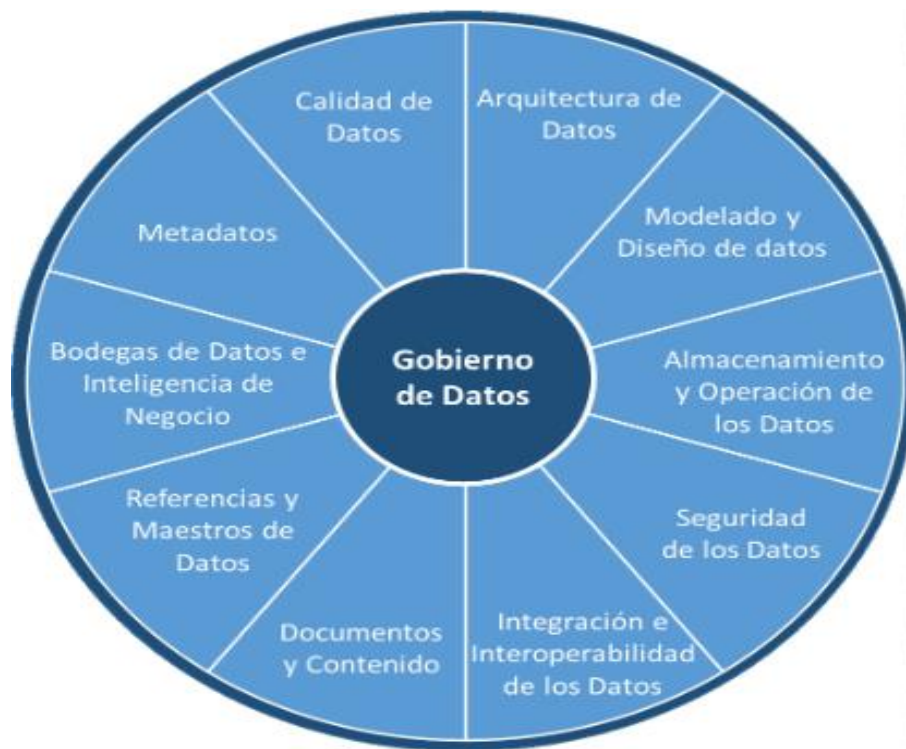 Calidad de
Datos
Arquitectura de
Datos
Modelado y
Diseño de datos
Almacenamiento
y Operación de
los Datos
Seguridad
de los Datos
Integración e
Interoperabilidad
de los Datos
Documentos
y Contenido
Referencias y
Maestros de
Datos
Bodegas de Datos e
Inteligencia de
Negocio
Metadatos
Gobierno
de Datos